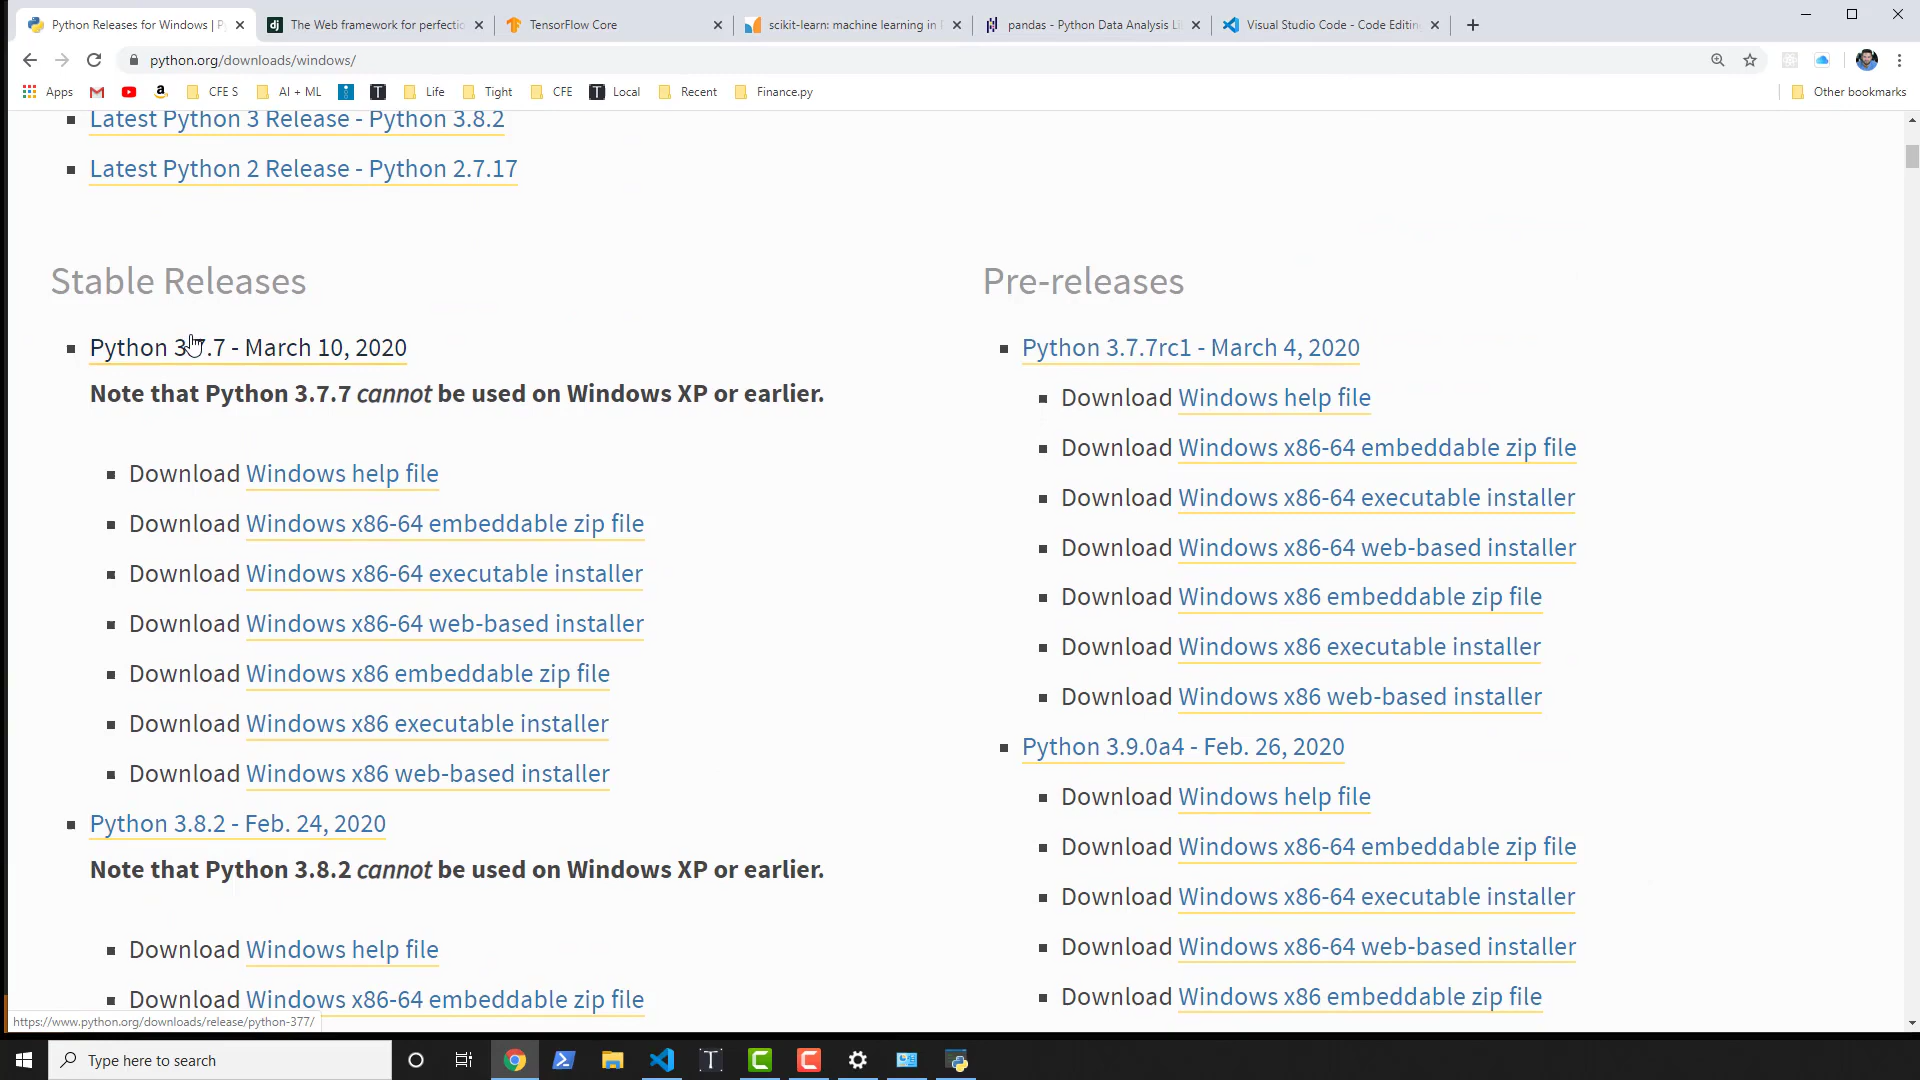 Python Releases for Windows | P
The Web framework for perfectio
TensorFlow Core
scikit-learn: machine learning in
pandas - Python Data Analysis Li
Visual Studio Code - Code Editin
python.org/downloads/windows/
Apps
CFE S
AI + ML
Life
Tight
CFE
Local
Recent
Finance.py
Other bookmarks
Latest Python 3 Release - Python 3.8.2
Latest Python 2 Release - Python 2.7.17
Stable Releases
Python 3.7.7 - March 10, 2020
Note that Python 3.7.7 cannot be used on Windows XP or earlier.
Download Windows help file
Download Windows x86-64 embeddable zip file
Download Windows x86-64 executable installer
Download Windows x86-64 web-based installer
Download Windows x86 embeddable zip file
Download Windows x86 executable installer
Download Windows x86 web-based installer
Python 3.8.2 - Feb. 24, 2020
Note that Python 3.8.2 cannot be used on Windows XP or earlier.
Download Windows help file
Download Windows x86-64 embeddable zip file
Pre-releases
Python 3.7.7rc1 - March 4, 2020
Download Windows help file
Download Windows x86-64 embeddable zip file
Download Windows x86-64 executable installer
Download Windows x86-64 web-based installer
Download Windows x86 embeddable zip file
Download Windows x86 executable installer
Download Windows x86 web-based installer
Python 3.9.0a4 - Feb. 26, 2020
Download Windows help file
Download Windows x86-64 embeddable zip file
Download Windows x86-64 executable installer
Download Windows x86-64 web-based installer
Download Windows x86 embeddable zip file
https://www.python.org/downloads/release/python-377/
Type here to search